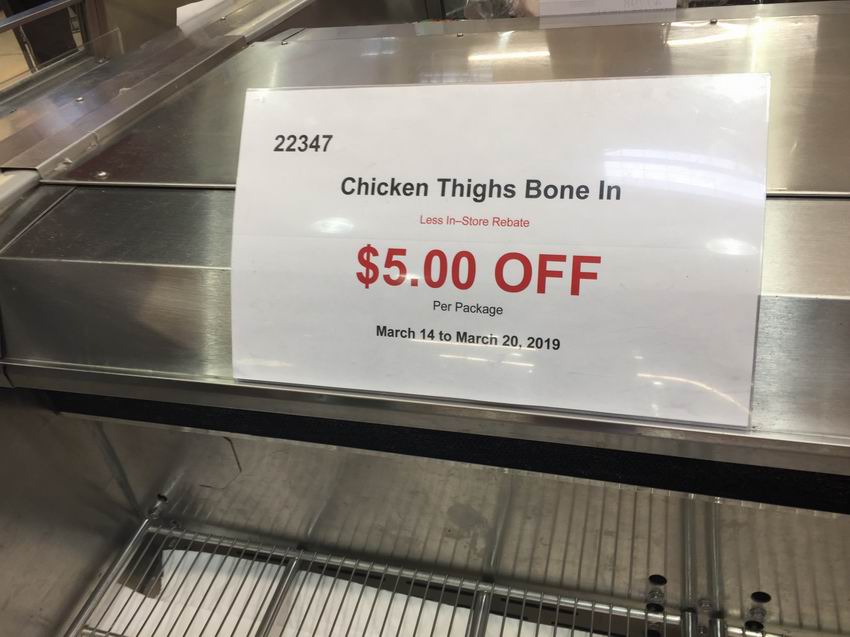 22347
Chicken Thighs Bone In
Less In–Store Rebate
$5.00 OFF
Per Package
March 14 to March 20, 2019